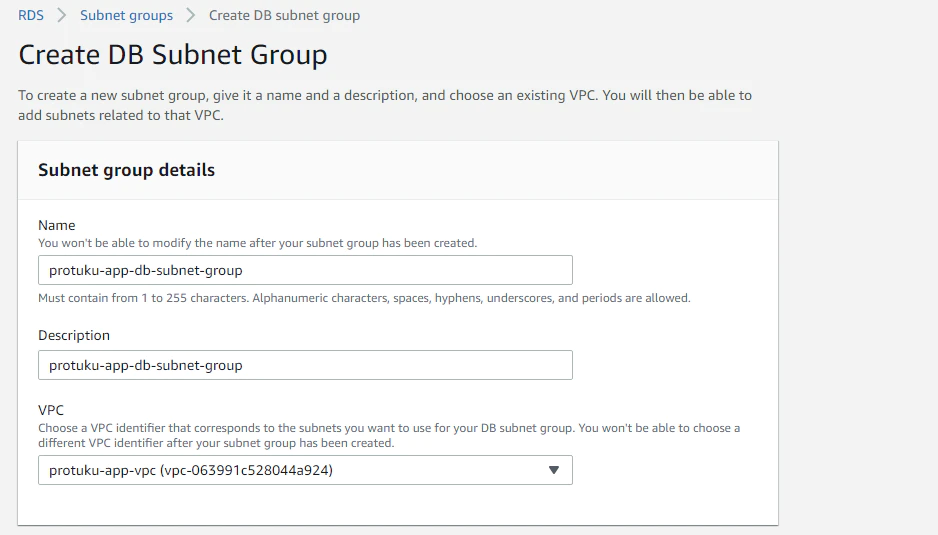 RDS > Subnet groups > Create DB subnet group
Create DB Subnet Group
To create a new subnet group, give it a name and a description, and choose an existing VPC. You will then be able to
add subnets related to that VPC.
Subnet group details
Name
You won't be able to modify the name after your subnet group has been created.
protuku-app-db-subnet-group
Must contain from 1 to 255 characters. Alphanumeric characters, spaces, hyphens, underscores, and periods are allowed.
Description
protuku-app-db-subnet-group
VPC
Choose a VPC identifier that corresponds to the subnets you want to use for your DB subnet group. You won't be able to choose a
different VPC identifier after your subnet group has been created.
protuku-app-vpc (vpc-063991c528044a924)